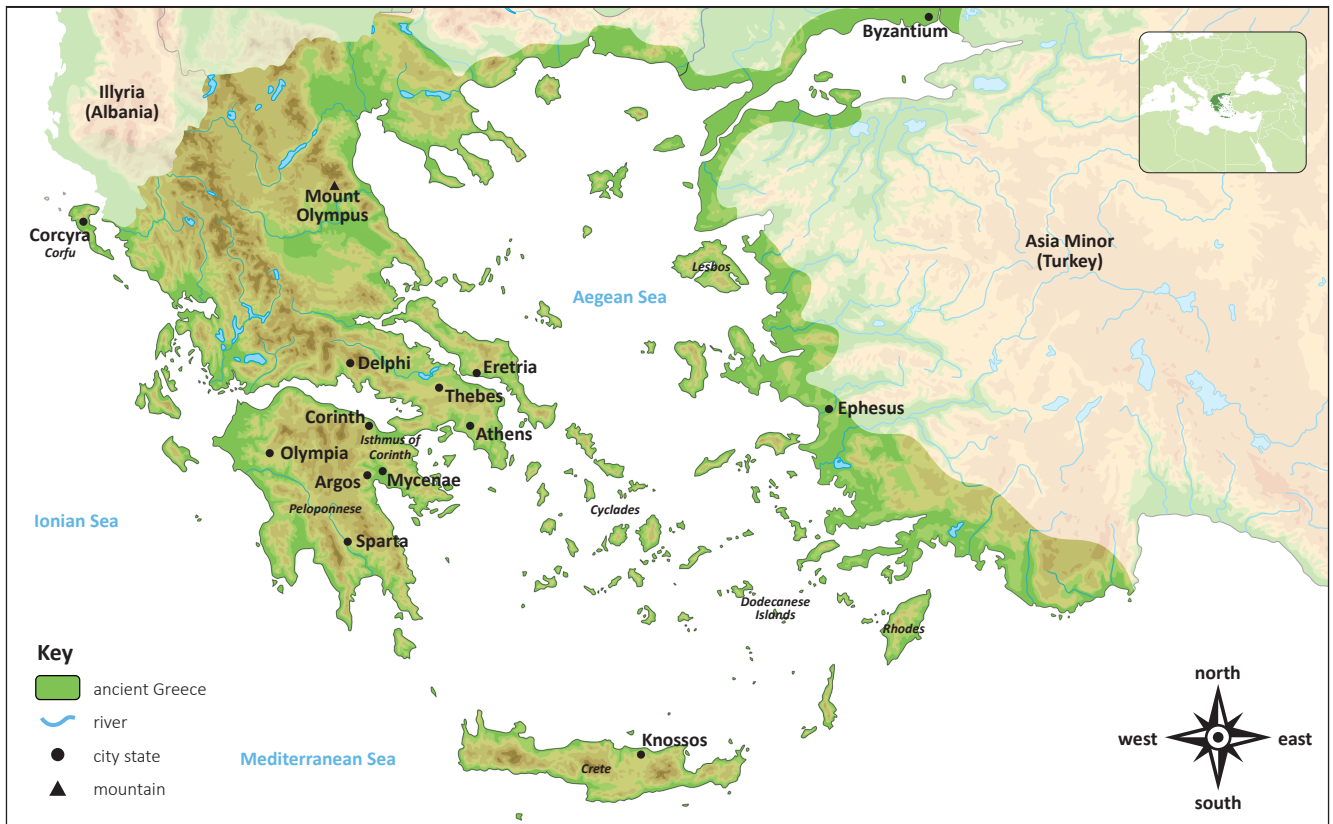 Byzantium
Illyria
(Albania)
Mount
Olympus
Corcyra
Corfu
Asia Minor
(Turkey)
Lesbos
Aegean Sea
Delphi
Eretria
Thebes
Ephesus
Corinth
Athens
Isthmus of
Corinth
Olympia
Argos
Mycenae
Peloponnese
Cyclades
Ionian Sea
Sparta
Dodecanese
Islands
Rhodes
Key
ancient Greece
river
city state
mountain
Mediterranean Sea
Knossos
Crete
north
west
east
south